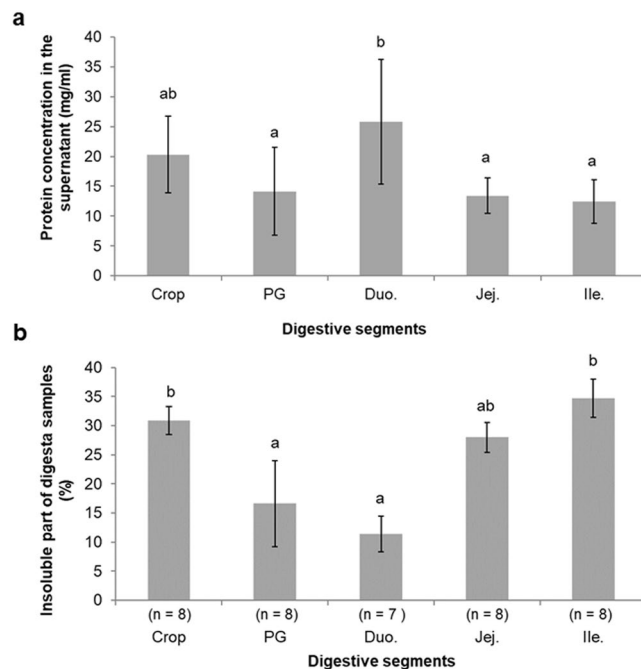 a
Protein concentration in the
supernatant (mg/ml)
40
35
30
25
20
15
10
5
0
ab
a
b
a
a
Crop PG Duo. Jej. Ile.
Digestive segments
b
Insoluble part of digesta samples
(%)
40
35
30
25
20
15
10
5
0
b
a
a
ab
b
(n = 8) (n = 8) (n = 7 ) (n = 8) (n = 8)
Crop PG Duo. Jej. Ile.
Digestive segments